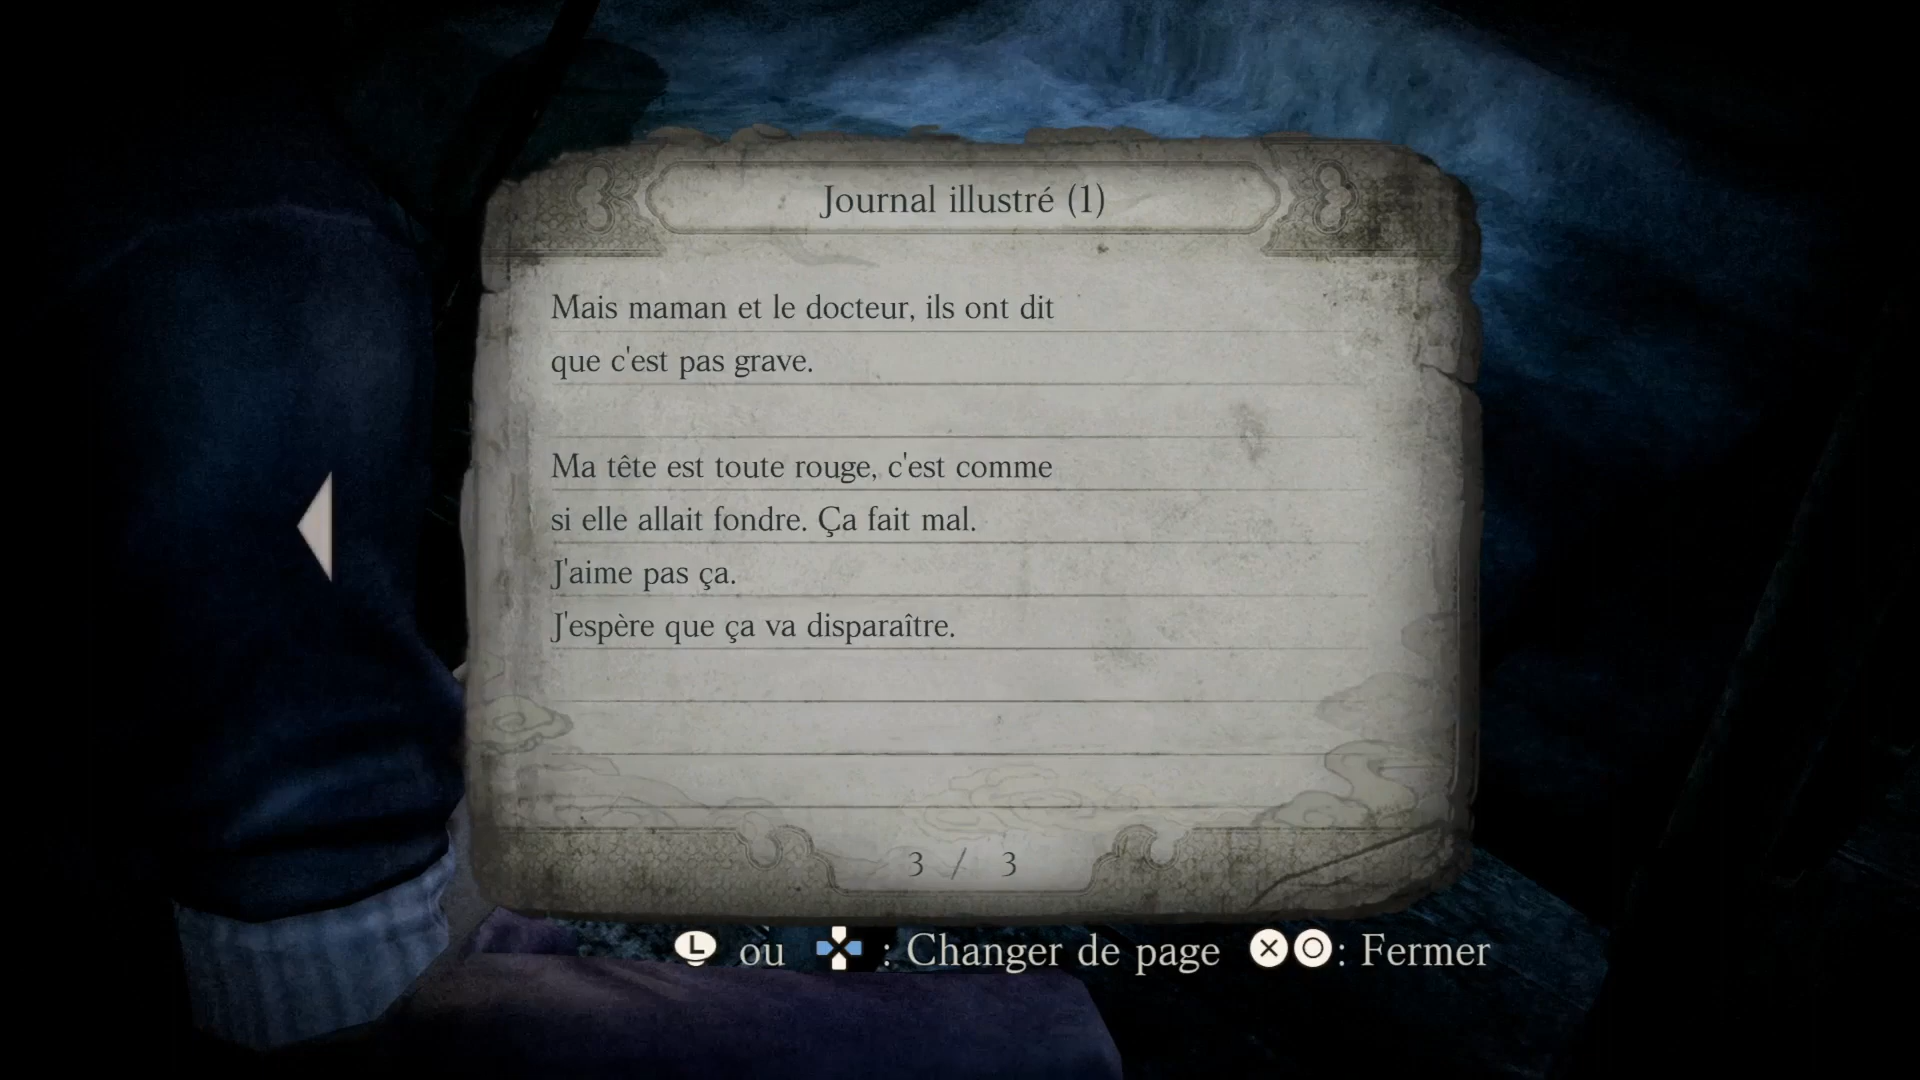 Journal illustré (1)
Mais maman et le docteur, ils ont dit
que c'est pas grave.
Ma tête est toute rouge, c'est comme
si elle allait fondre. Ça fait mal.
J'aime pas ça.
J'espère que ça va disparaître.
3 / 3
L ou : Changer de page : Fermer